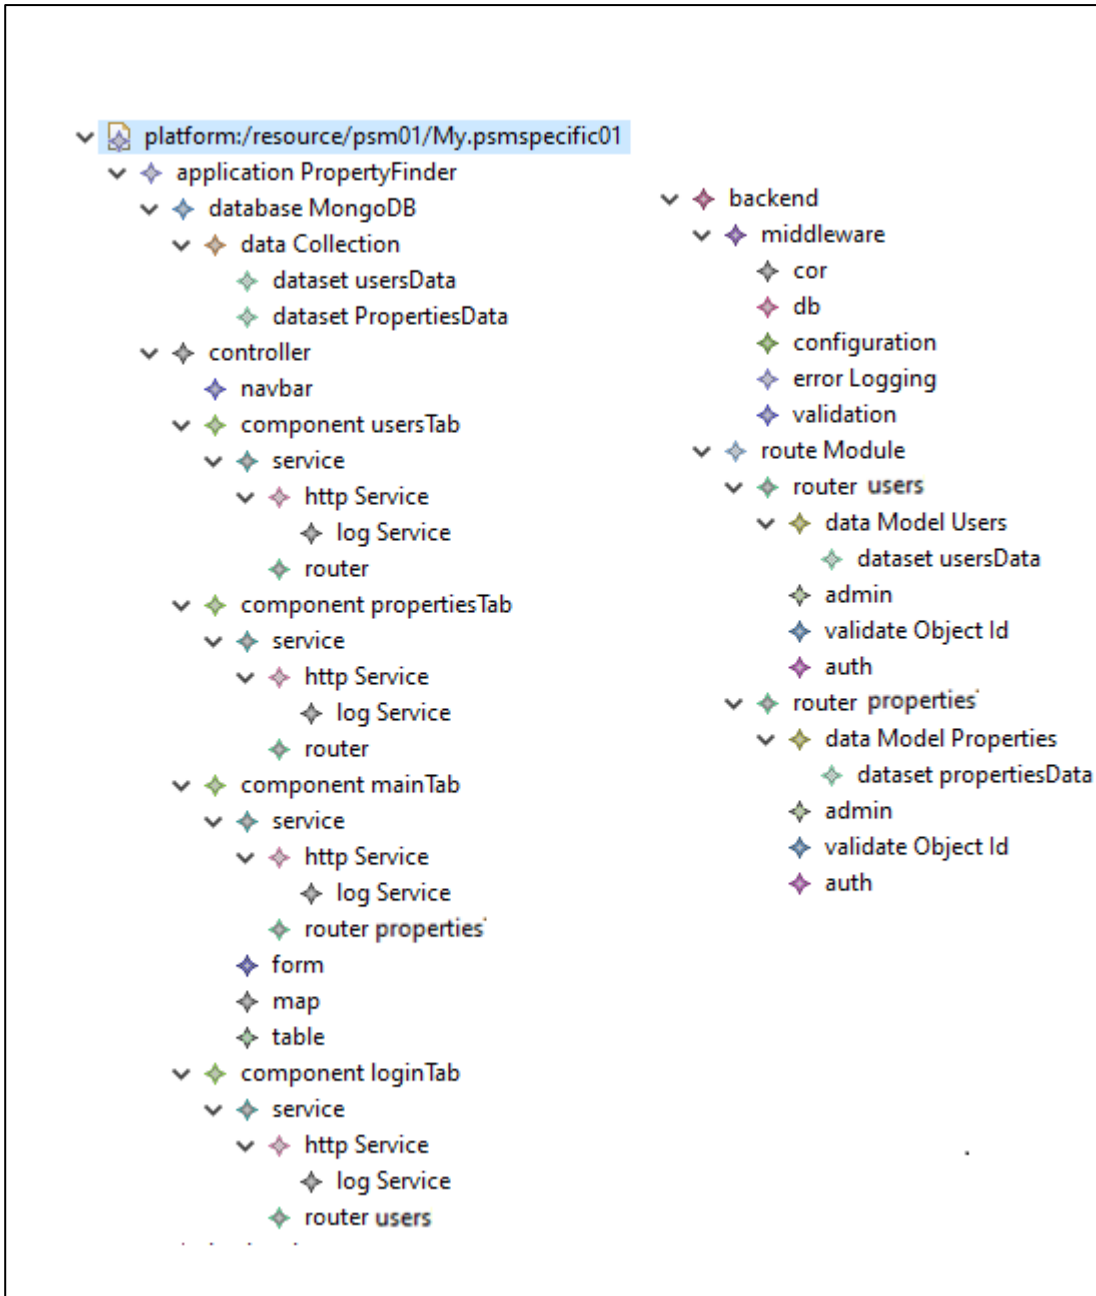 platform:/resource/psm01/My.psmspecific01
application PropertyFinder
database MongoDB
data Collection
dataset usersData
dataset PropertiesData
controller
navbar
component usersTab
service
http Service
log Service
router
component propertiesTab
service
http Service
log Service
router
component mainTab
service
http Service
log Service
router properties
form
map
table
component loginTab
service
http Service
log Service
router users
backend
middleware
cor
db
configuration
error Logging
validation
route Module
router users
data Model Users
dataset usersData
admin
validate Object Id
auth
router properties
data Model Properties
dataset propertiesData
admin
validate Object Id
auth